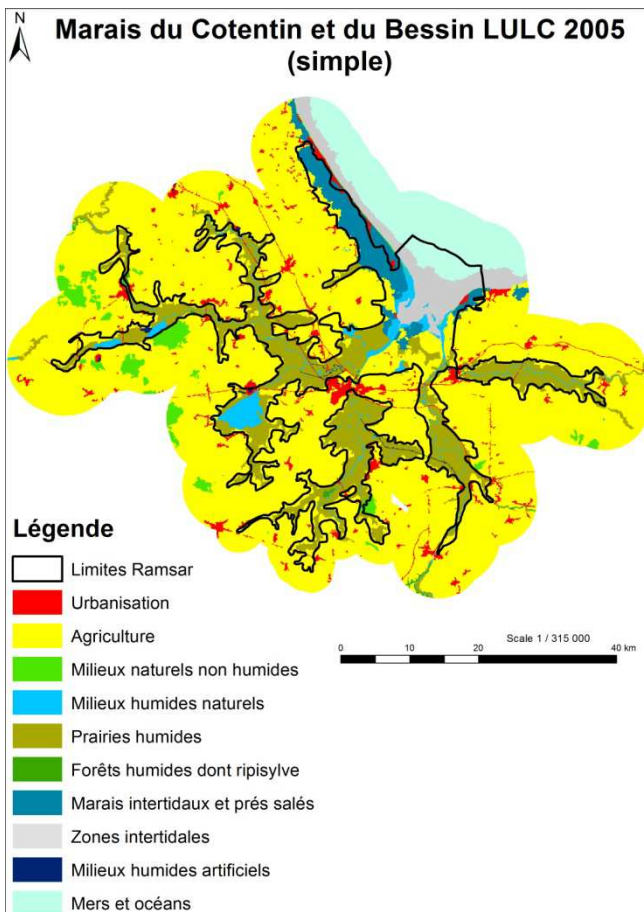 N
Marais du Cotentin et du Bessin LULC 2005
(simple)
Légende
Limites Ramsar
Urbanisation
Agriculture
Milieux naturels non humides
Milieux humides naturels
Prairies humides
Forêts humides dont ripisylve
Marais intertidaux et prés salés
Zones intertidales
Milieux humides artificiels
Mers et océans
Scale 1 / 315 000
0 10 20 40 km